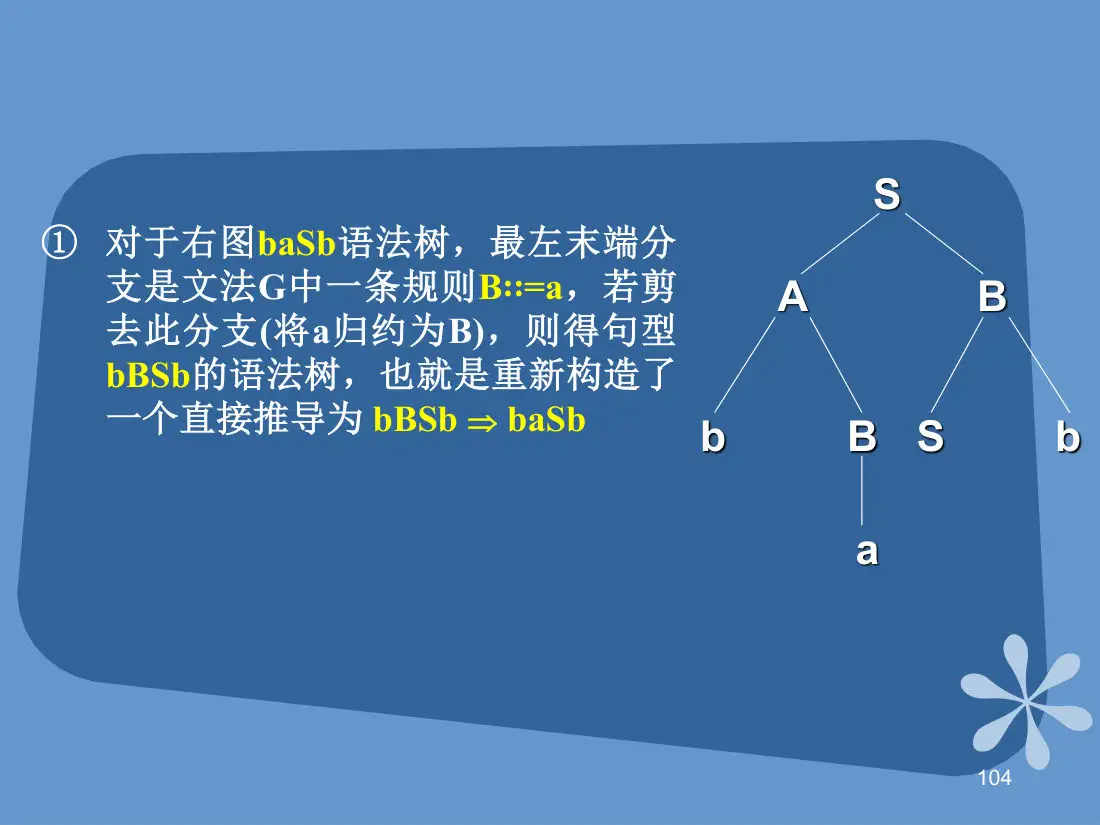 ① 对于右图baSb语法树，最左末端分
支是文法G中一条规则B::=a，若剪
去此分支(将a归约为B)，则得句型
bBSb的语法树，也就是重新构造了
一个直接推导为 bBSb ⇒ baSb
S
A B
b B S b
a
104